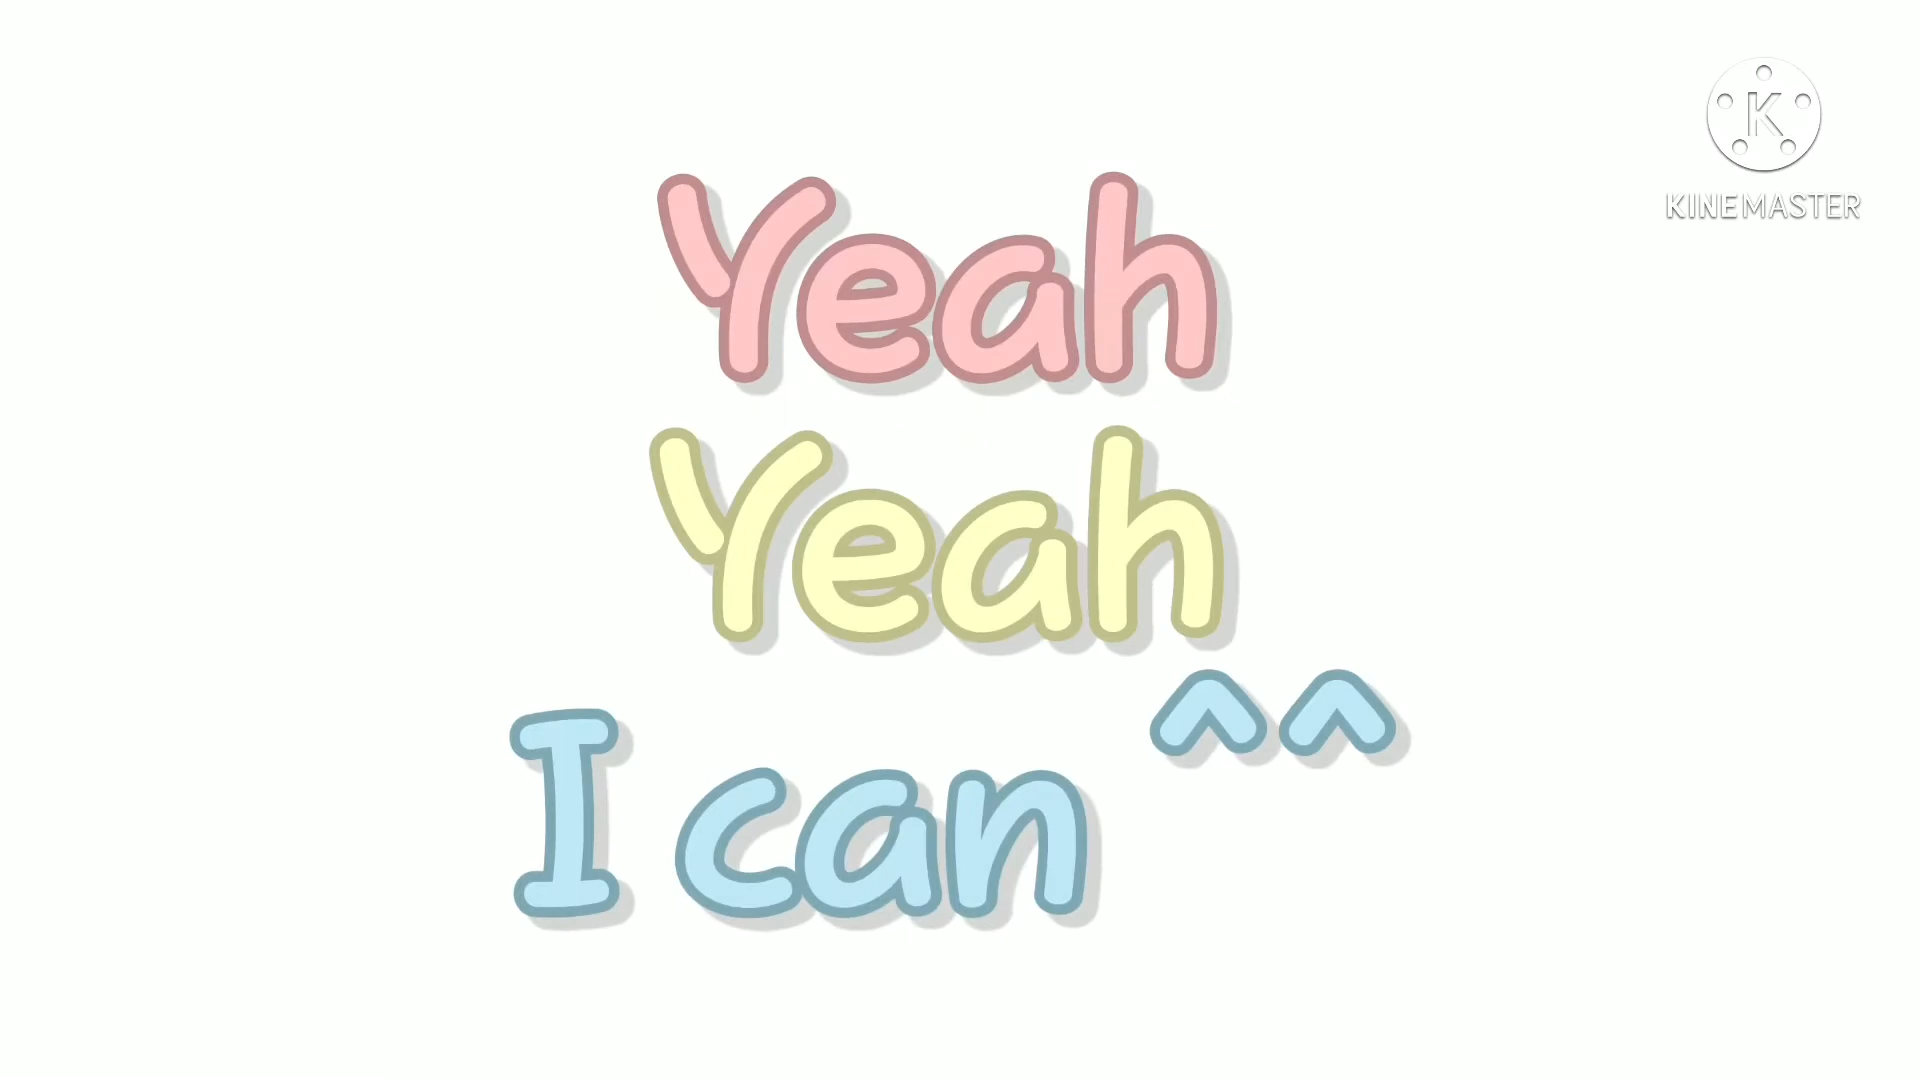 K
KINEMASTER
Yeah
Yeah
I can ^^